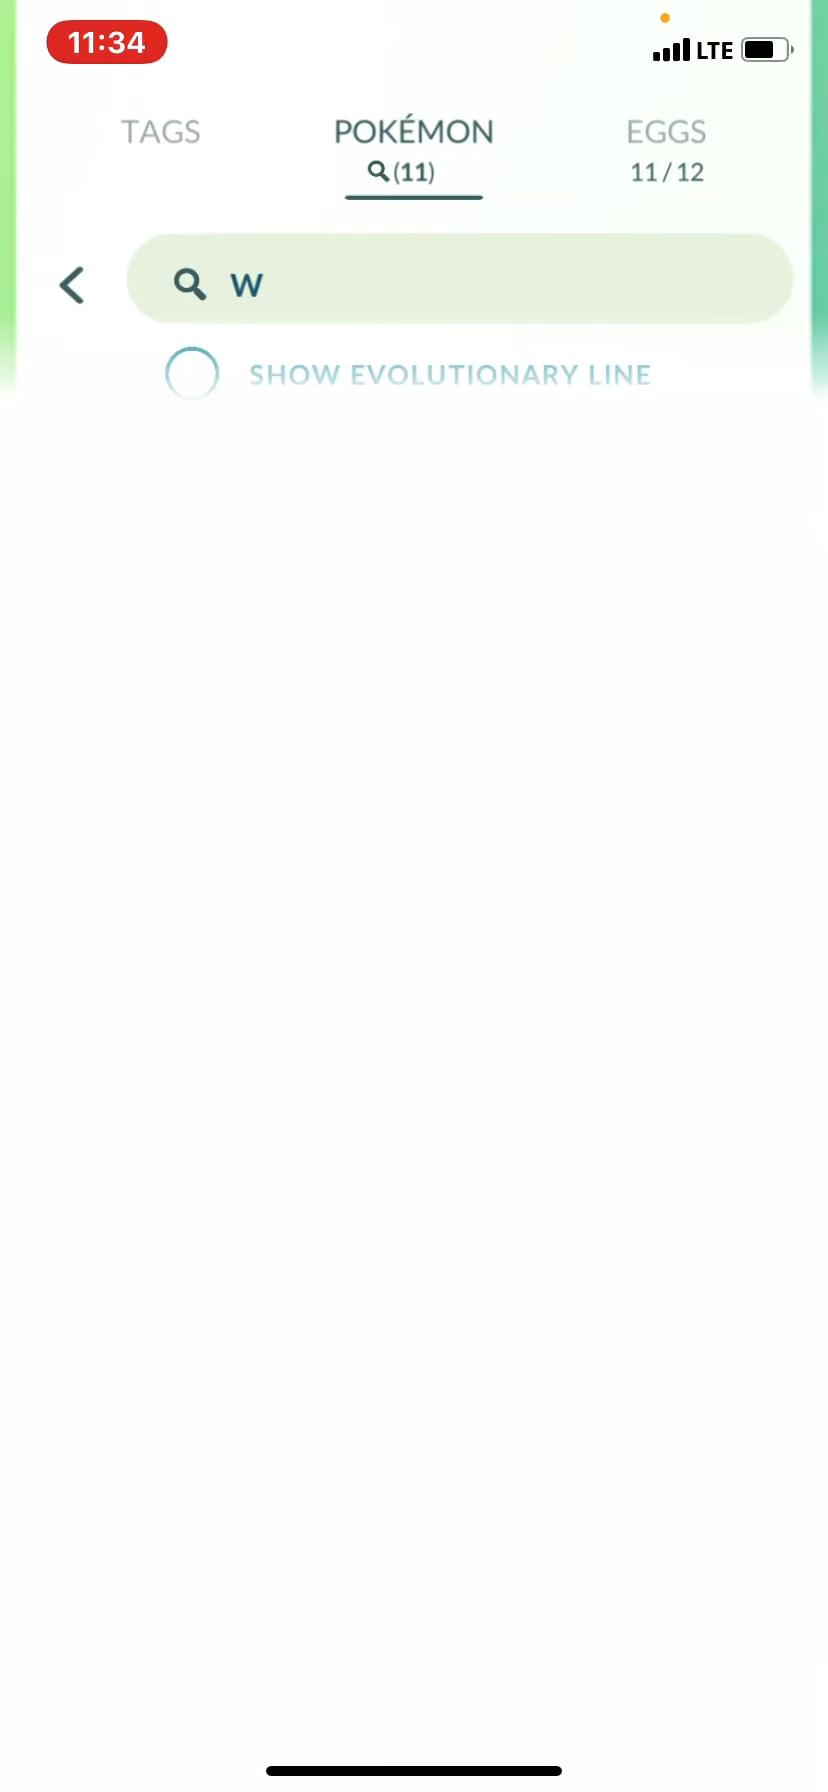 11:34
LTE
TAGS
POKÉMON
EGGS
(11)
11 / 12
W
SHOW EVOLUTIONARY LINE